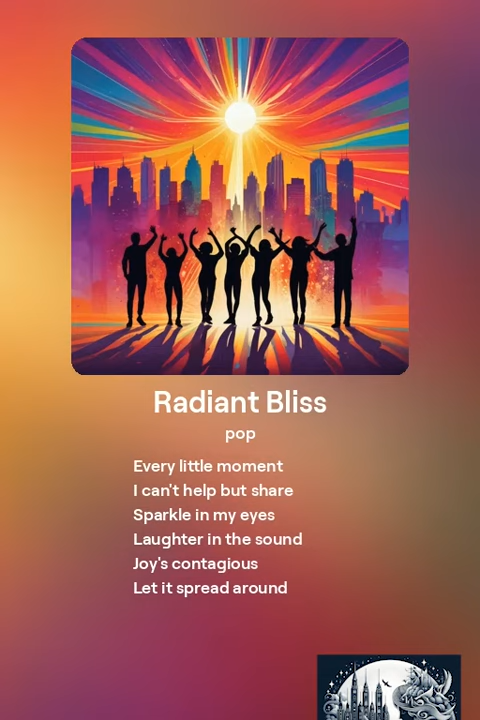 Radiant Bliss
pop
Every little moment
I can't help but share
Sparkle in my eyes
Laughter in the sound
Joy's contagious
Let it spread around